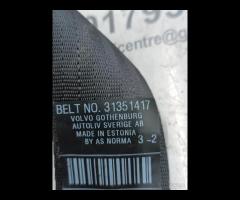 BELT NO. 31351417
VOLVO GOTHENBURG
AUTOLIV SVERIGE AB
MADE IN ESTONIA
BY AS NORMA 3-2